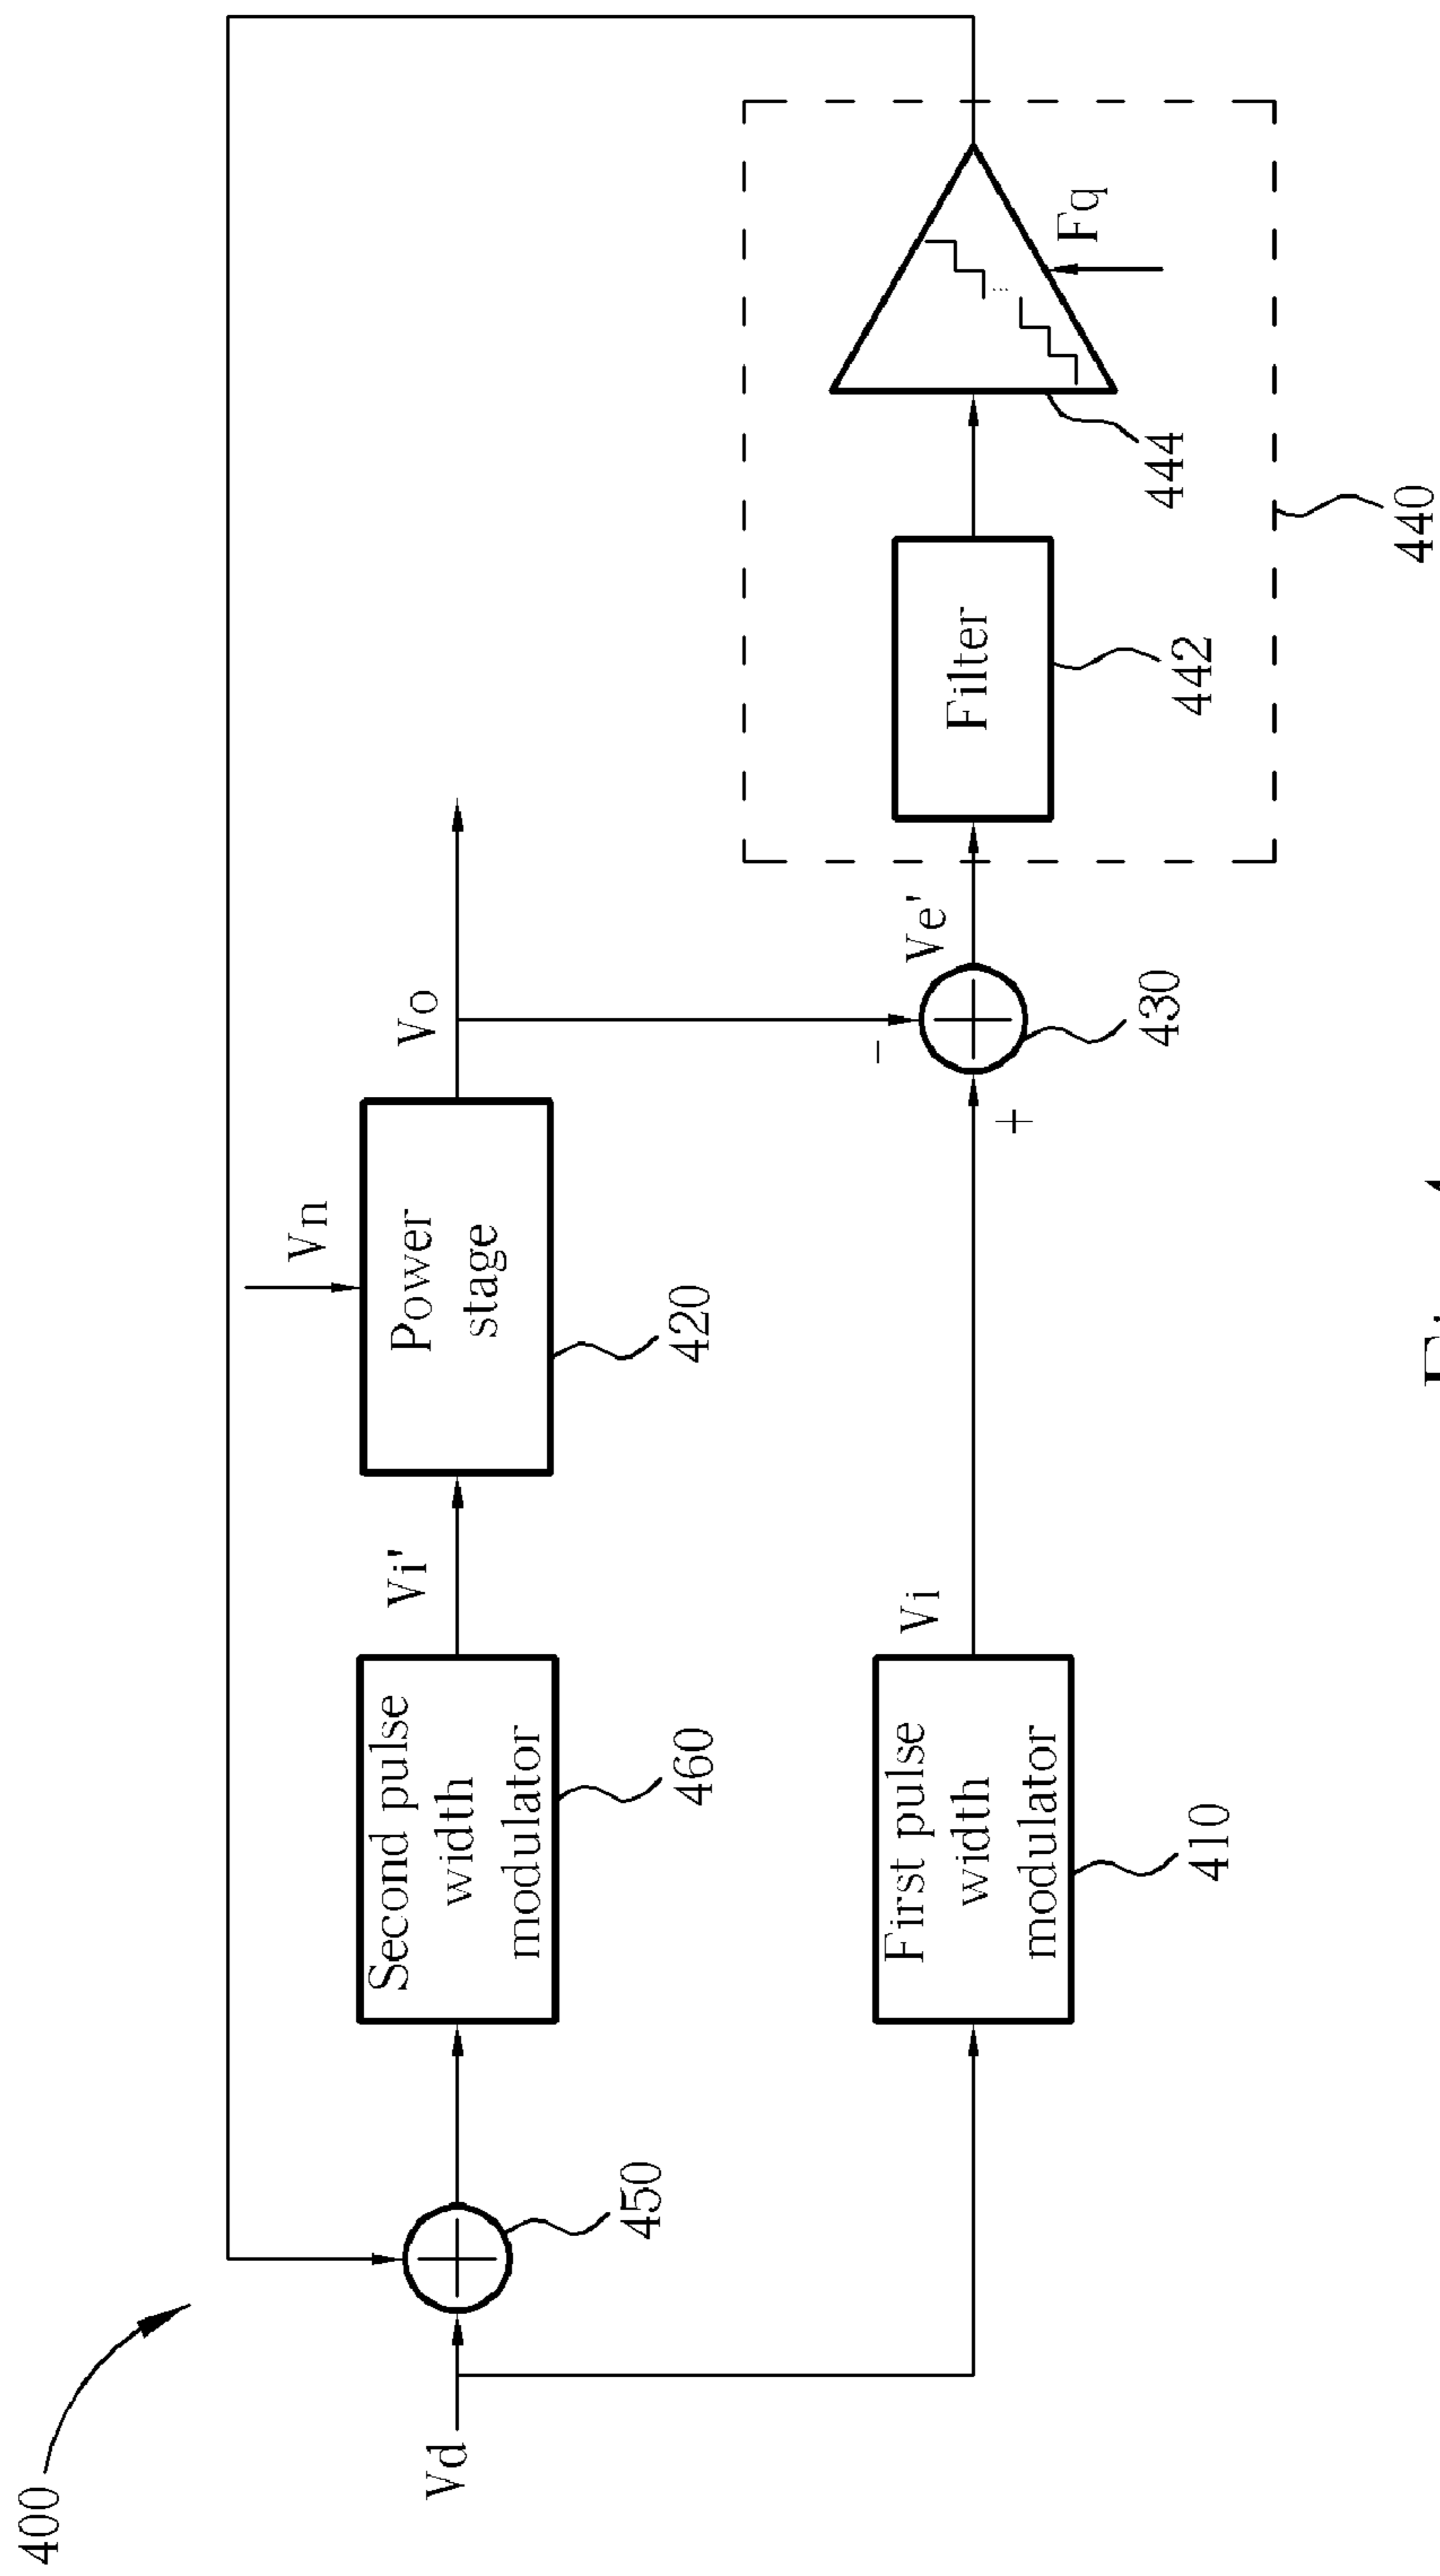 400
Vn
Vd
450
Second pulse
width
modulator
460
Vi'
Power
stage
420
Vo
First pulse
width
modulator
410
Vi
+
-
430
Ve'
Filter
442
444
Fq
440